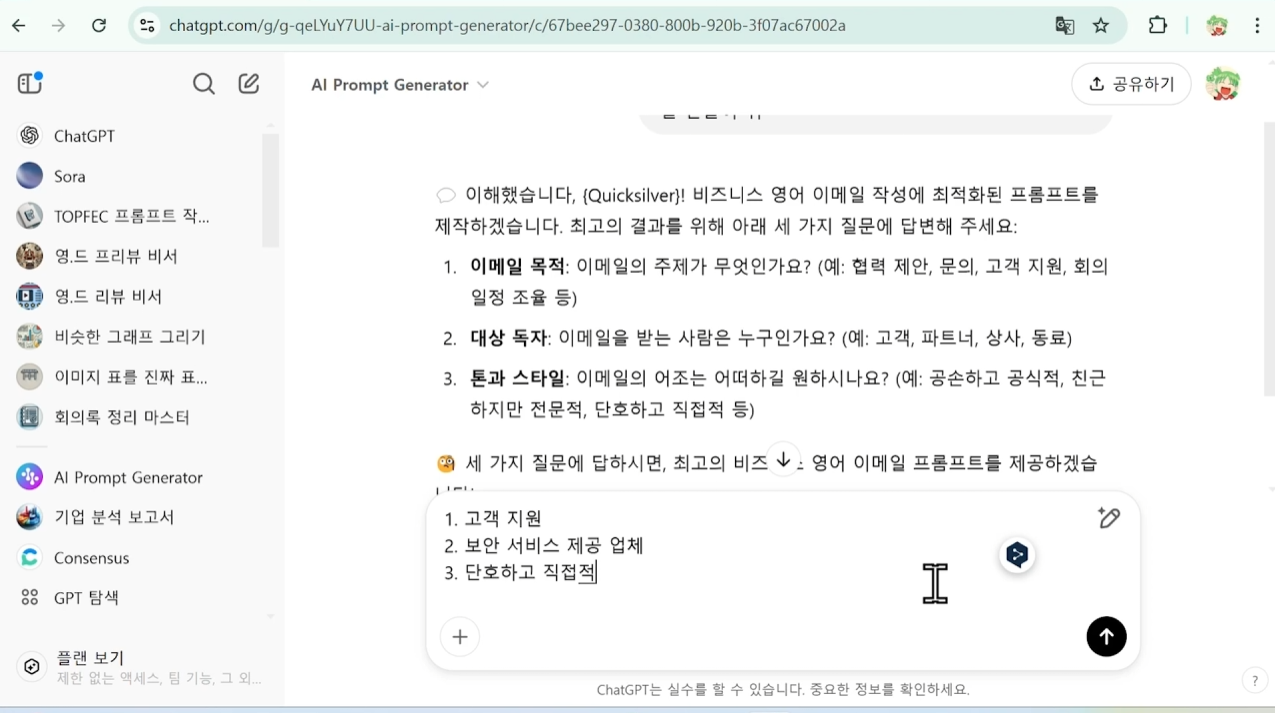 chatgpt.com/g/g-qeLYuY7UU-ai-prompt-generator/c/67bee297-0380-800b-920b-3f07ac67002a
AI Prompt Generator
공유하기
ChatGPT
Sora
TOPFEC 프롬프트 작...
영.드 프리뷰 비서
영.드 리뷰 비서
비슷한 그래프 그리기
이미지 표를 진짜 표...
회의록 정리 마스터
AI Prompt Generator
기업 분석 보고서
Consensus
GPT 탐색
플랜 보기
제한 없는 액세스, 팀 기능, 그 외...
이해했습니다, {Quicksilver}! 비즈니스 영어 이메일 작성에 최적화된 프롬프트를
제작하겠습니다. 최고의 결과를 위해 아래 세 가지 질문에 답변해 주세요:
1. 이메일 목적: 이메일의 주제가 무엇인가요? (예: 협력 제안, 문의, 고객 지원, 회의
일정 조율 등)
2. 대상 독자: 이메일을 받는 사람은 누구인가요? (예: 고객, 파트너, 상사, 동료)
3. 톤과 스타일: 이메일의 어조는 어떠하길 원하시나요? (예: 공손하고 공식적, 친근
하지만 전문적, 단호하고 직접적 등)
세 가지 질문에 답하시면, 최고의 영어 이메일 프롬프트를 제공하겠습
1. 고객 지원
2. 보안 서비스 제공 업체
3. 단호하고 직접적
ChatGPT는 실수를 할 수 있습니다. 중요한 정보를 확인하세요.
?